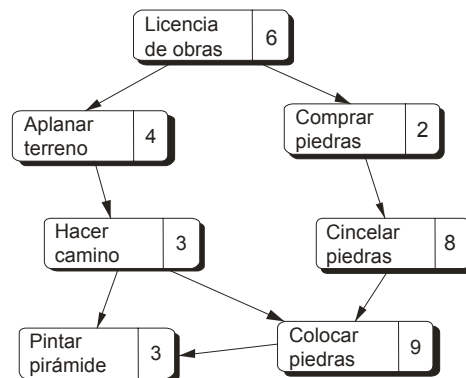 Licencia
de obras
6
Aplanar
terreno
4
Comprar
piedras
2
Hacer
camino
3
Cincelar
piedras
8
Pintar
pirámide
3
Colocar
piedras
9